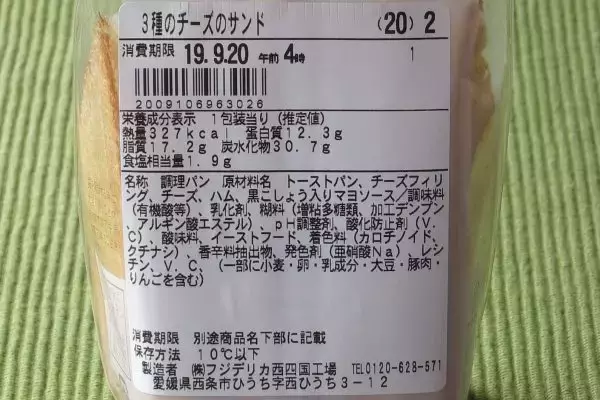 3種のチーズのサンド (20) 2
消費期限 19.9.20 午前 4時 1
2009106963026
栄養成分表示 1包装当り(推定値)
熱量327kcal 蛋白質12.3g
脂質17.2g 炭水化物30.7g
食塩相当量1.9g
名称 調理パン 原材料名 トーストパン、チーズフィリ
ング、チーズ、ハム、黒こしょう入りマヨソース/調味料
(有機酸等)、乳化剤、糊料(増粘多糖類、加工デンプン
、アルギン酸エステル)、pH調整剤、酸化防止剤(V.
C)、酸味料、イーストフード、着色料(カロチノイド、
クチナシ)、香辛料抽出物、発色剤(亜硝酸Na)、レシ
チン、V.C、(一部に小麦・卵・乳成分・大豆・豚肉・
りんごを含む)
消費期限 別途商品名下部に記載
保存方法 10℃以下
製造者 (株)フジデリカ西四国工場 TEL0120-628-571
愛媛県西条市ひうち字西ひうち3-12